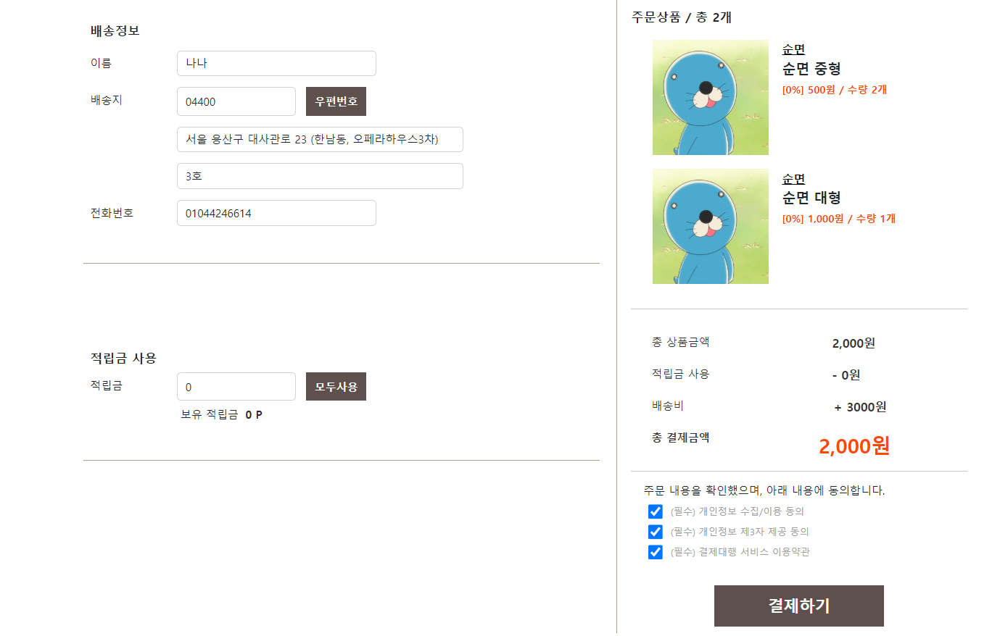 배송정보
이름
나나
배송지
04400
우편번호
서울 용산구 대사관로 23 (한남동, 오페라하우스3차)
3호
전화번호
01044246614
적립금 사용
적립금
0
모두사용
보유 적립금 0 P
주문상품 / 총 2개
순면
순면 중형
[0%] 500원 / 수량 2개
순면
순면 대형
[0%] 1,000원 / 수량 1개
총 상품금액 2,000원
적립금 사용 - 0원
배송비 + 3000원
총 결제금액 2,000원
주문 내용을 확인했으며, 아래 내용에 동의합니다.
(필수) 개인정보 수집/이용 동의
(필수) 개인정보 제3자 제공 동의
(필수) 결제대행 서비스 이용약관
결제하기